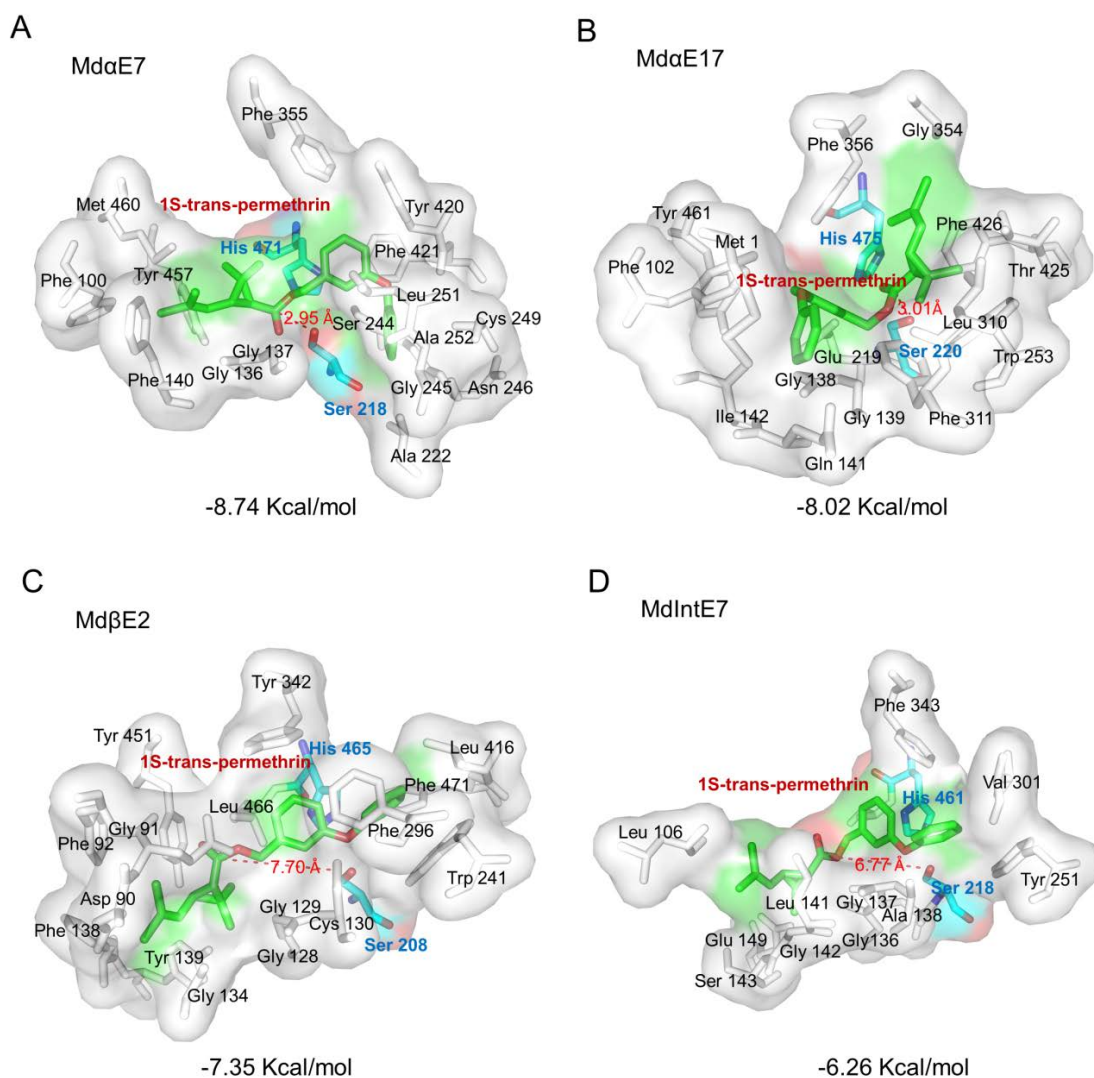 A
MdαE7
Phe 355
Met 460
1S-trans-permethrin
Tyr 420
His 471
Phe 421
Phe 100
Tyr 457
Leu 251
2.95 Å
Ser 244
Cys 249
Ala 252
Gly 137
Phe 140
Gly 136
Gly 245
Asn 246
Ser 218
Ala 222
-8.74 Kcal/mol
B
MdαE17
Gly 354
Phe 356
Tyr 461
Phe 426
Met 1
His 475
Phe 102
Thr 425
1S-trans-permethrin
3.01Å
Leu 310
Glu 219
Ser 220
Trp 253
Gly 138
Ile 142
Gly 139
Phe 311
Gln 141
-8.02 Kcal/mol
C
MdβE2
Tyr 342
Tyr 451
His 465
1S-trans-permethrin
Leu 416
Phe 471
Leu 466
Gly 91
Phe 92
Phe 296
7.70 Å
Trp 241
Asp 90
Gly 129
Cys 130
Phe 138
Ser 208
Tyr 139
Gly 128
Gly 134
-7.35 Kcal/mol
D
MdIntE7
Phe 343
1S-trans-permethrin
Val 301
His 461
Leu 106
6.77 Å
Ser 218
Tyr 251
Leu 141
Gly 137
Ala 138
Glu 149
Gly 142
Gly136
Ser 143
-6.26 Kcal/mol